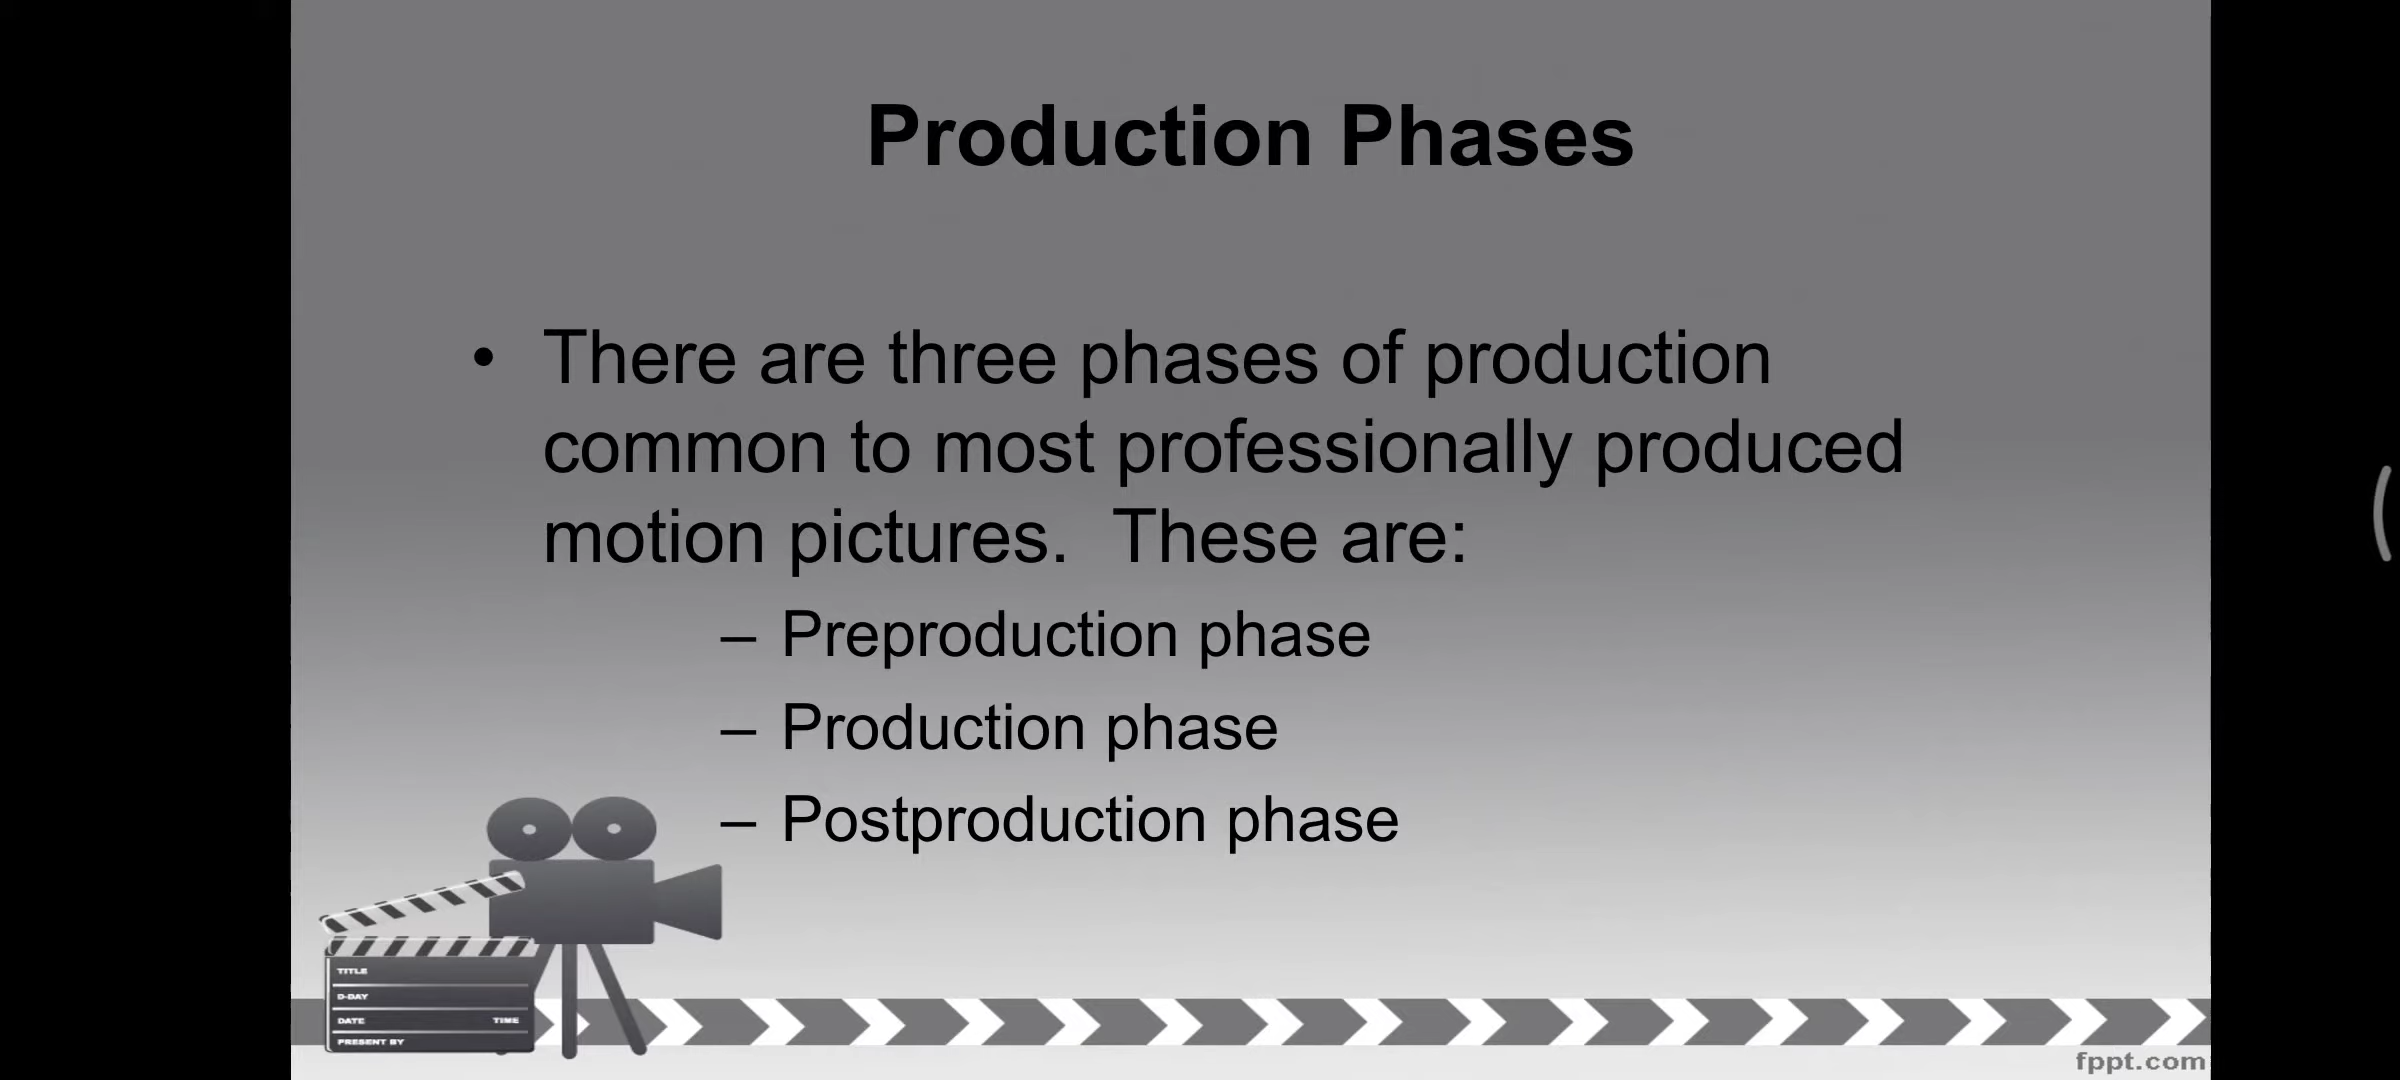 Production Phases
• There are three phases of production
common to most professionally produced
motion pictures.  These are:
– Preproduction phase
– Production phase
– Postproduction phase
TITLE
D-DAY
DATE TIME
PRESENT BY
fppt.com